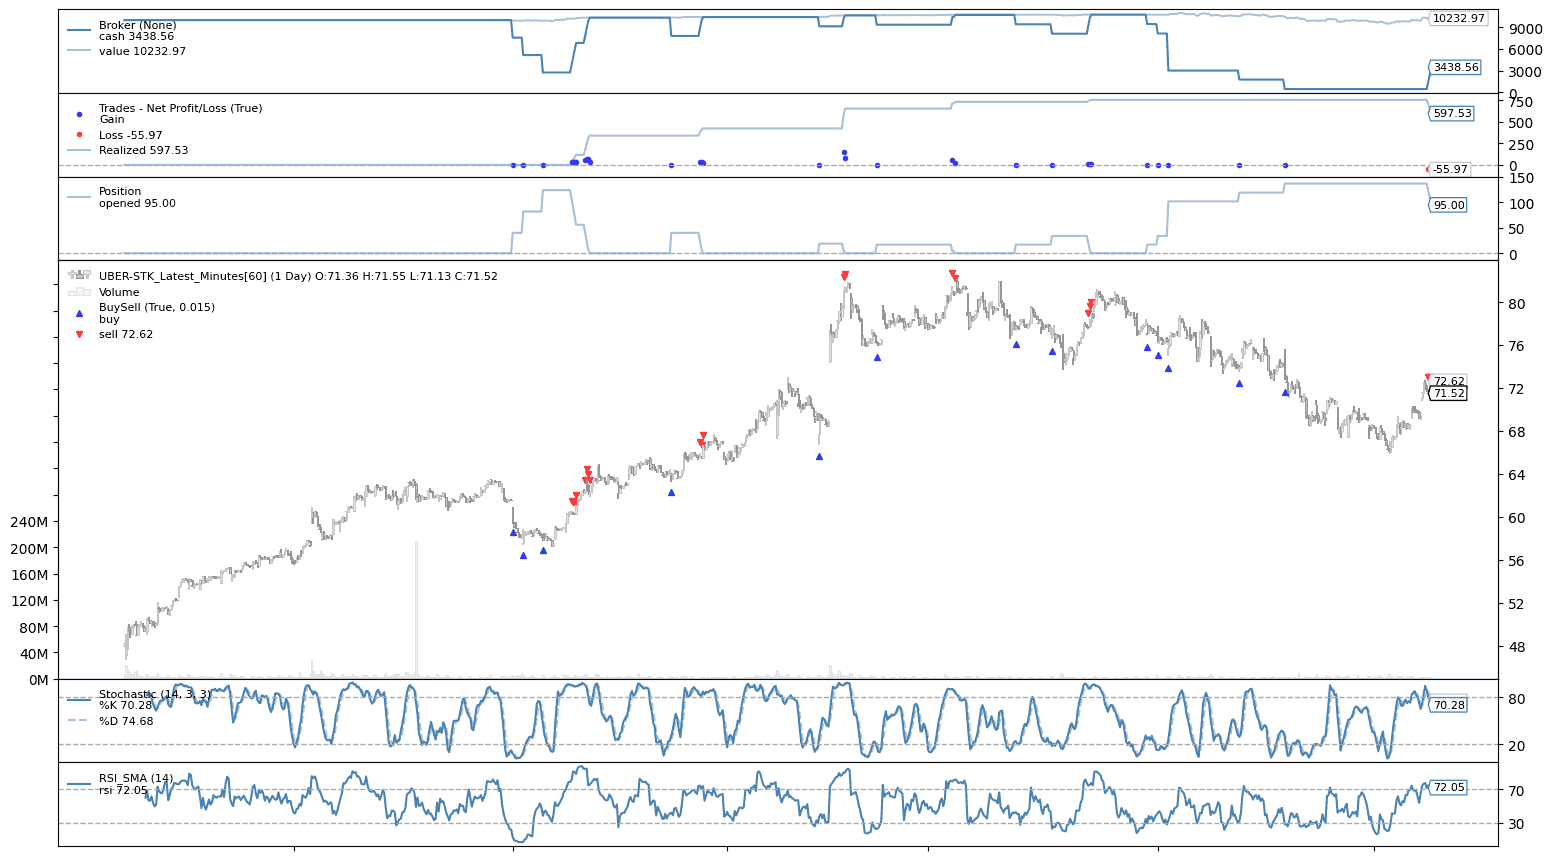 Broker (None)
cash 3438.56
value 10232.97
10232.97
9000
6000
3438.56
3000
0
Trades - Net Profit/Loss (True)
Gain
Loss -55.97
Realized 597.53
750
597.53
500
250
0
-55.97
Position
opened 95.00
150
100
95.00
50
0
UBER-STK_Latest_Minutes[60] (1 Day) O:71.36 H:71.55 L:71.13 C:71.52
Volume
BuySell (True, 0.015)
buy
sell 72.62
80
76
72.62
72
71.52
68
64
60
56
52
48
240M
200M
160M
120M
80M
40M
0M
Stochastic (14, 3, 3)
%K 70.28
%D 74.68
80
70.28
20
RSI_SMA (14)
rsi 72.05
72.05
70
30